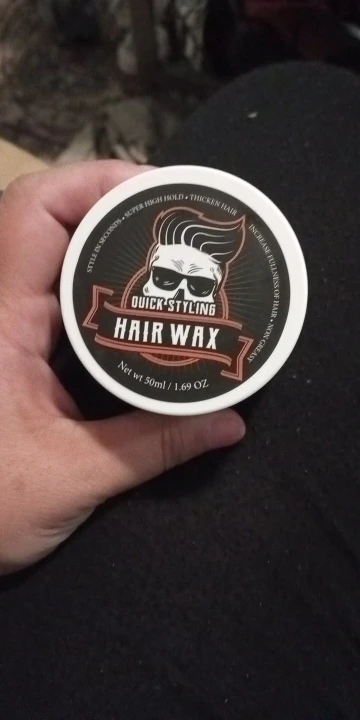 STYLE IN SECONDS • SUPER HIGH HOLD • THICKEN HAIR
INCREASE FULLNESS OF HAIR • NON GREASY
QUICK STYLING
HAIR WAX
Net wt 50ml / 1.69 OZ.